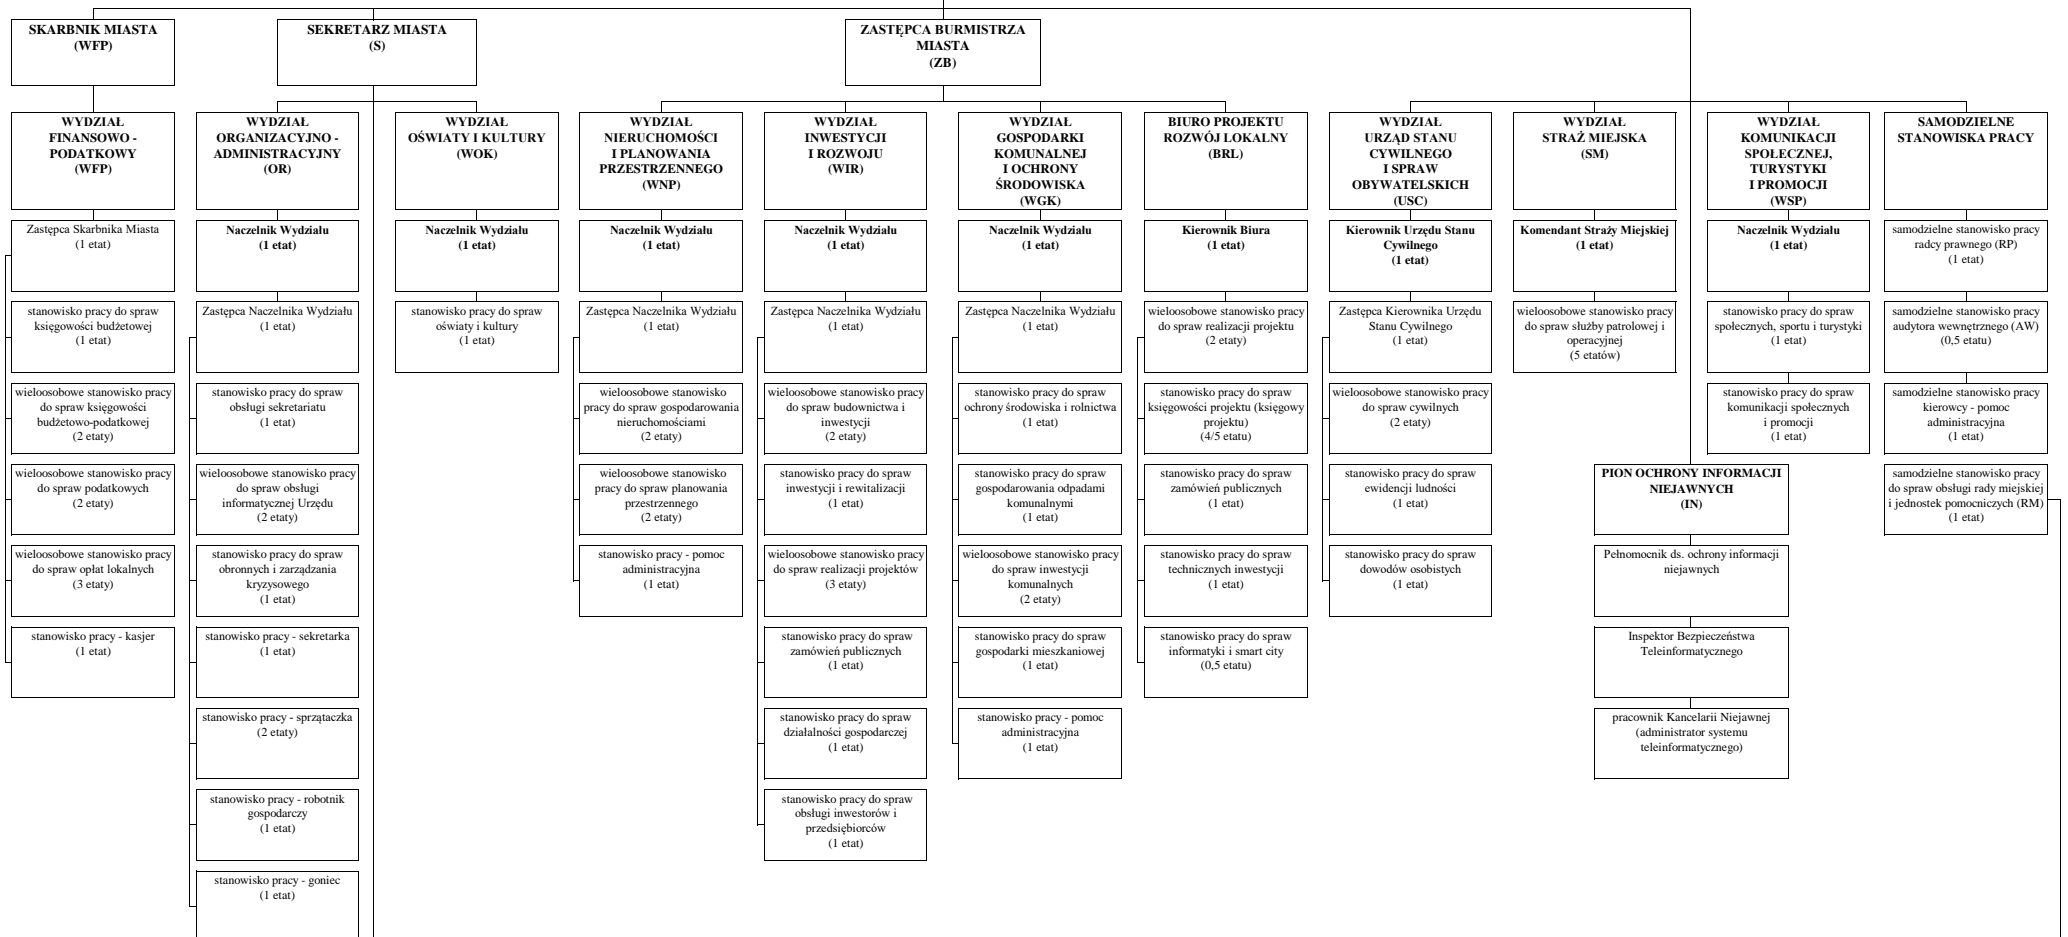 SKARBNIK MIASTA
(WFP)
SEKRETARZ MIASTA
(S)
ZASTĘPCA BURMISTRZA
MIASTA
(ZB)
WYDZIAŁ
FINANSOWO -
PODATKOWY
(WFP)
WYDZIAŁ
ORGANIZACYJNO -
ADMINISTRACYJNY
(OR)
WYDZIAŁ
OŚWIATY I KULTURY
(WOK)
WYDZIAŁ
NIERUCHOMOŚCI
I PLANOWANIA
PRZESTRZENNEGO
(WNP)
WYDZIAŁ
INWESTYCJI
I ROZWOJU
(WIR)
WYDZIAŁ
GOSPODARKI
KOMUNALNEJ
I OCHRONY
ŚRODOWISKA
(WGK)
BIURO PROJEKTU
ROZWÓJ LOKALNY
(BRL)
WYDZIAŁ
URZĄD STANU
CYWILNEGO
I SPRAW
OBYWATELSKICH
(USC)
WYDZIAŁ
STRAŻ MIEJSKA
(SM)
WYDZIAŁ
KOMUNIKACJI
SPOŁECZNEJ,
TURYSTYKI
I PROMOCJI
(WSP)
SAMODZIELNE
STANOWISKA PRACY
Zastępca Skarbnika Miasta
(1 etat)
Naczelnik Wydziału
(1 etat)
Naczelnik Wydziału
(1 etat)
Naczelnik Wydziału
(1 etat)
Naczelnik Wydziału
(1 etat)
Naczelnik Wydziału
(1 etat)
Kierownik Biura
(1 etat)
Kierownik Urzędu Stanu
Cywilnego
(1 etat)
Komendant Straży Miejskiej
(1 etat)
Naczelnik Wydziału
(1 etat)
samodzielne stanowisko pracy
radcy prawnego (RP)
(1 etat)
stanowisko pracy do spraw
księgowości budżetowej
(1 etat)
Zastępca Naczelnika Wydziału
(1 etat)
stanowisko pracy do spraw
oświaty i kultury
(1 etat)
Zastępca Naczelnika Wydziału
(1 etat)
Zastępca Naczelnika Wydziału
(1 etat)
Zastępca Naczelnika Wydziału
(1 etat)
wieloosobowe stanowisko pracy
do spraw realizacji projektu
(2 etaty)
Zastępca Kierownika Urzędu
Stanu Cywilnego
(1 etat)
wieloosobowe stanowisko pracy
do spraw służby patrolowej i
operacyjnej
(5 etatów)
stanowisko pracy do spraw
społecznych, sportu i turystyki
(1 etat)
samodzielne stanowisko pracy
audytora wewnętrznego (AW)
(0,5 etatu)
wieloosobowe stanowisko pracy
do spraw księgowości
budżetowo-podatkowej
(2 etaty)
stanowisko pracy do spraw
obsługi sekretariatu
(1 etat)
wieloosobowe stanowisko
pracy do spraw gospodarowania
nieruchomościami
(2 etaty)
wieloosobowe stanowisko pracy
do spraw budownictwa i
inwestycji
(2 etaty)
stanowisko pracy do spraw
ochrony środowiska i rolnictwa
(1 etat)
stanowisko pracy do spraw
księgowości projektu (księgowy
projektu)
(4/5 etatu)
wieloosobowe stanowisko pracy
do spraw cywilnych
(2 etaty)
stanowisko pracy do spraw
komunikacji społecznych
i promocji
(1 etat)
samodzielne stanowisko pracy
kierowcy - pomoc
administracyjna
(1 etat)
wieloosobowe stanowisko pracy
do spraw podatkowych
(2 etaty)
wieloosobowe stanowisko pracy
do spraw obsługi
informatycznej Urzędu
(2 etaty)
wieloosobowe stanowisko
pracy do spraw planowania
przestrzennego
(2 etaty)
stanowisko pracy do spraw
inwestycji i rewitalizacji
(1 etat)
stanowisko pracy do spraw
gospodarowania odpadami
komunalnymi
(1 etat)
stanowisko pracy do spraw
zamówień publicznych
(1 etat)
stanowisko pracy do spraw
ewidencji ludności
(1 etat)
PION OCHRONY INFORMACJI
NIEJAWNYCH
(IN)
samodzielne stanowisko pracy
do spraw obsługi rady miejskiej
i jednostek pomocniczych (RM)
(1 etat)
wieloosobowe stanowisko pracy
do spraw opłat lokalnych
(3 etaty)
stanowisko pracy do spraw
obronnych i zarządzania
kryzysowego
(1 etat)
stanowisko pracy - pomoc
administracyjna
(1 etat)
wieloosobowe stanowisko pracy
do spraw realizacji projektów
(3 etaty)
wieloosobowe stanowisko pracy
do spraw inwestycji
komunalnych
(2 etaty)
stanowisko pracy do spraw
technicznych inwestycji
(1 etat)
stanowisko pracy do spraw
dowodów osobistych
(1 etat)
Pełnomocnik ds. ochrony informacji
niejawnych
stanowisko pracy - kasjer
(1 etat)
stanowisko pracy - sekretarka
(1 etat)
stanowisko pracy do spraw
zamówień publicznych
(1 etat)
stanowisko pracy do spraw
gospodarki mieszkaniowej
(1 etat)
stanowisko pracy do spraw
informatyki i smart city
(0,5 etatu)
Inspektor Bezpieczeństwa
Teleinformatycznego
stanowisko pracy - sprzątaczka
(2 etaty)
stanowisko pracy do spraw
działalności gospodarczej
(1 etat)
stanowisko pracy - pomoc
administracyjna
(1 etat)
pracownik Kancelarii Niejawnej
(administrator systemu
teleinformatycznego)
stanowisko pracy - robotnik
gospodarczy
(1 etat)
stanowisko pracy do spraw
obsługi inwestorów i
przedsiębiorców
(1 etat)
stanowisko pracy - goniec
(1 etat)